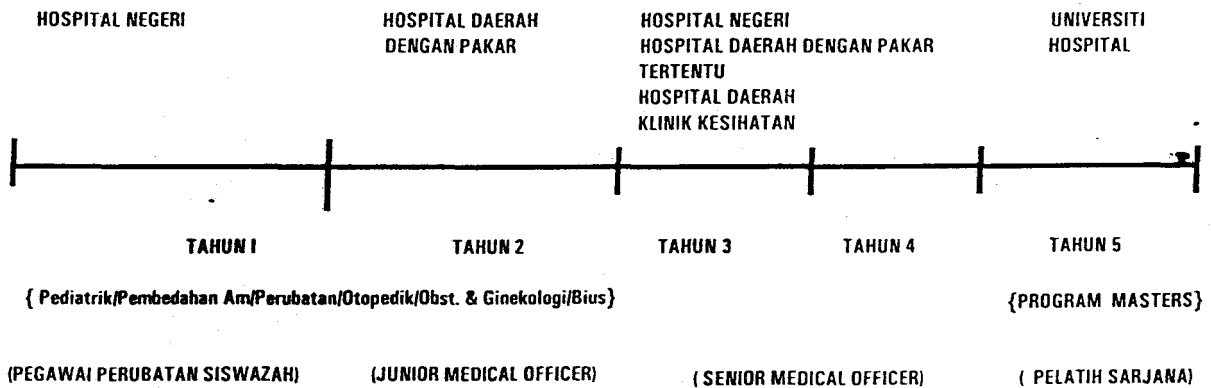 HOSPITAL NEGERI
HOSPITAL DAERAH
DENGAN PAKAR
HOSPITAL NEGERI
HOSPITAL DAERAH DENGAN PAKAR
TERTENTU
HOSPITAL DAERAH
KLINIK KESIHATAN
UNIVERSITI
HOSPITAL
TAHUN I
TAHUN 2
TAHUN 3
TAHUN 4
TAHUN 5
{ Pediatrik/Pembedahan Am/Perubatan/Otopedik/Obst. & Ginekologi/Bius}
{PROGRAM MASTERS}
(PEGAWAI PERUBATAN SISWAZAH)
(JUNIOR MEDICAL OFFICER)
( SENIOR MEDICAL OFFICER)
( PELATIH SARJANA)